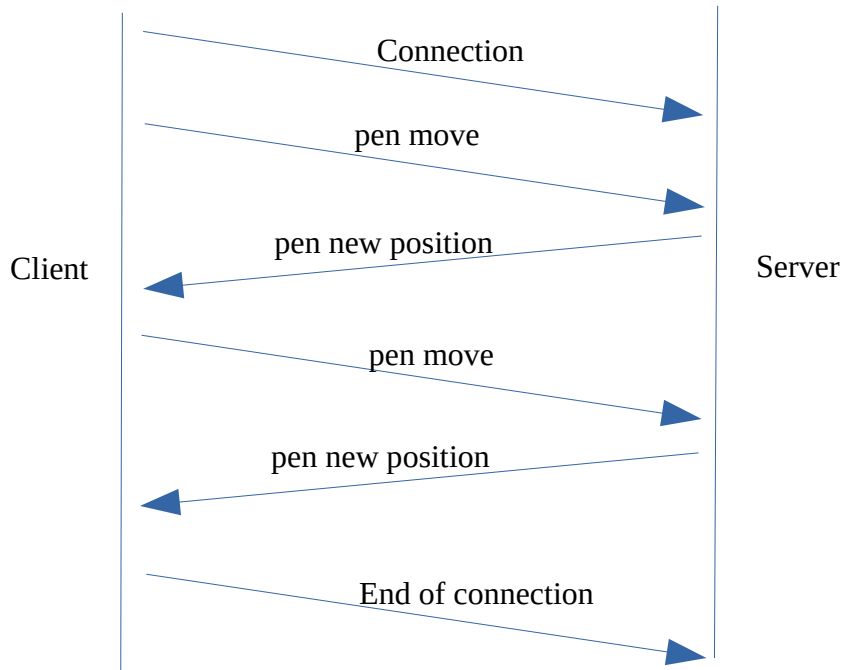 Connection
pen move
pen new position
Client
Server
pen move
pen new position
End of connection